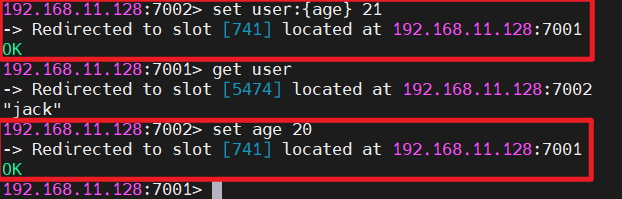 192.168.11.128:7002> set user:{age} 21
-> Redirected to slot [741] located at 192.168.11.128:7001
OK
192.168.11.128:7001> get user
-> Redirected to slot [5474] located at 192.168.11.128:7002
"jack"
192.168.11.128:7002> set age 20
-> Redirected to slot [741] located at 192.168.11.128:7001
OK
192.168.11.128:7001>